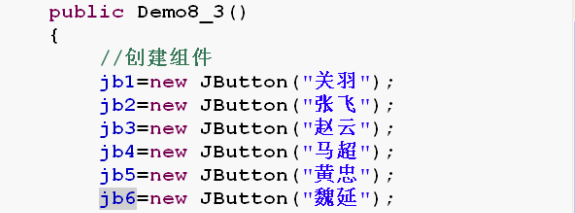 public Demo8_3()
{
//创建组件
jb1=new JButton("关羽");
jb2=new JButton("张飞");
jb3=new JButton("赵云");
jb4=new JButton("马超");
jb5=new JButton("黄忠");
jb6=new JButton("魏延");